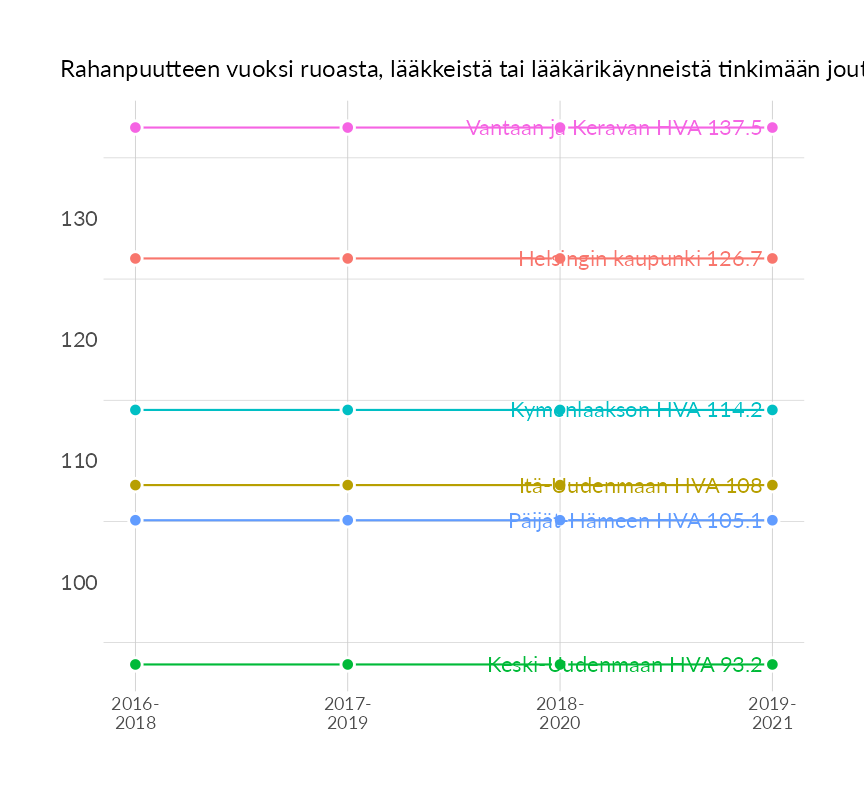 Rahanpuutteen vuoksi ruoasta, lääkkeistä tai lääkärikäynneistä tinkimään jout
Vantaan ja Keravan HVA 137.5
130
Helsingin kaupunki 126.7
120
Kymenlaakson HVA 114.2
110
Itä-Uudenmaan HVA 108
Päijät-Hämeen HVA 105.1
100
Keski-Uudenmaan HVA 93.2
2016-
2018
2017-
2019
2018-
2020
2019-
2021